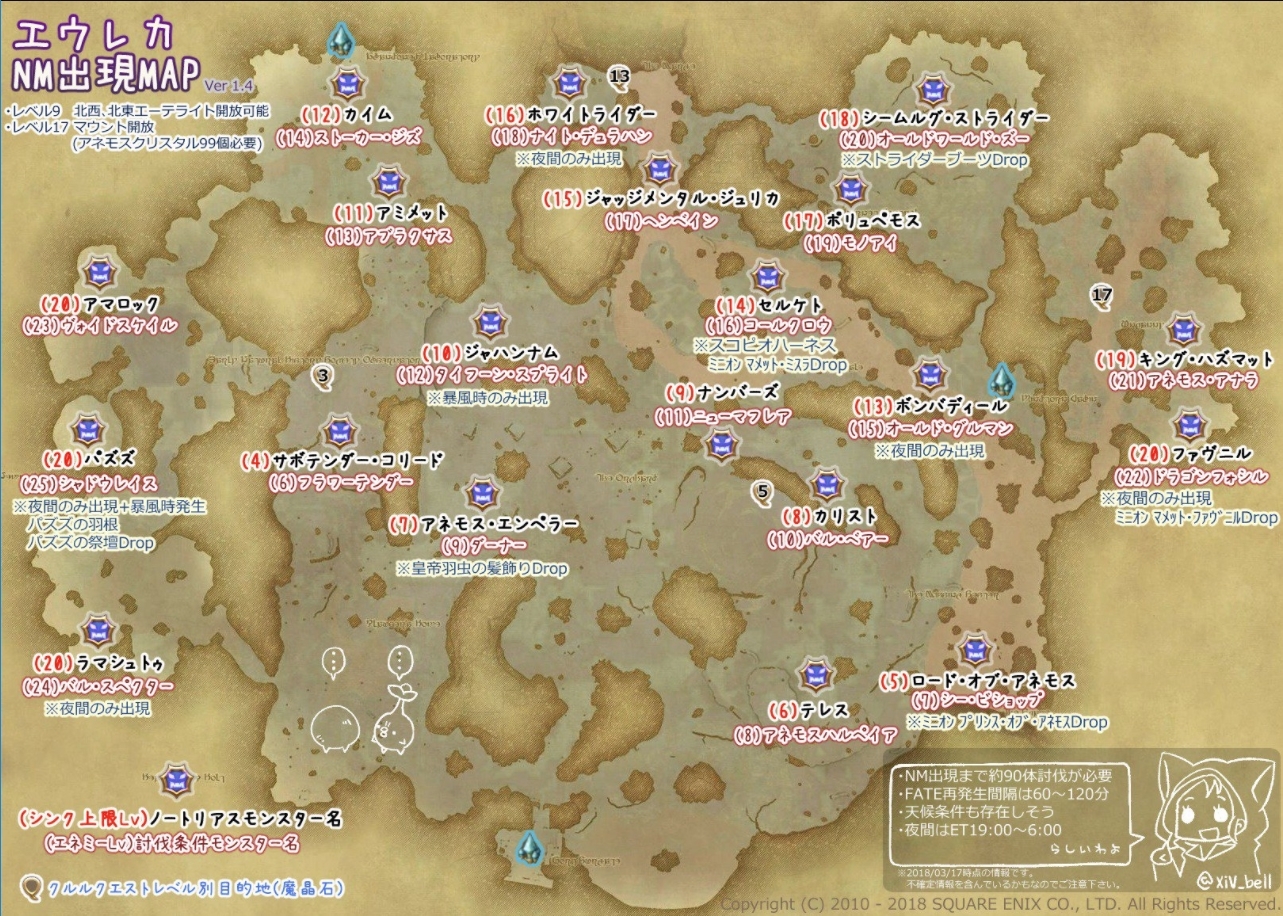 エウレカ
NM出現MAP Ver 1.4
・レベル9 北西、北東エーテライト開放可能
・レベル17 マウント開放
(アネモスクリスタル99個必要)
(12)カイム
(14)ストーカー・ジズ
(16)ホワイトライダー
(18)ナイト・デュラハン
※夜間のみ出現
13
(18)シームルグ・ストライダー
(20)オールドワールド・ズー
※ストライダーブーツDrop
(11)アミメット
(13)アブラクサス
(15)ジャッジメンタル・ジュリカ
(17)ヘンベイン
(17)ポリュペモス
(19)モノアイ
(20)アマロック
(23)ヴォイドスケイル
(10)ジャハンナム
(12)タイフーン・スプライト
※暴風時のみ出現
(14)セルケト
(16)コールクロウ
※スコピオハーネス
ミニオン マメット・ミスラDrop
17
(19)キング・ハズマット
(21)アネモス・アナラ
3
(9)ナンバーズ
(11)ニューマフレア
(13)ボンバディール
(15)オールド・グルマン
※夜間のみ出現
(20)パズズ
(25)シャドウレイス
※夜間のみ出現+暴風時発生
パズズの羽根
パズズの祭壇Drop
(4)サボテンダー・コリード
(6)フラワーテンダー
(20)ファヴニル
(22)ドラゴンフォシル
※夜間のみ出現
ミニオン マメット・ファヴニルDrop
The Orchard
(7)アネモス・エンペラー
(9)ダーナー
※皇帝羽虫の髪飾りDrop
5
(8)カリスト
(10)バル・ベアー
(20)ラマシュトゥ
(24)バル・スペクター
※夜間のみ出現
(6)テレス
(8)アネモスハルペイア
(5)ロード・オブ・アネモス
(7)シー・ビショップ
※ミニオン プリンス・オブ・アネモスDrop
(シンク上限Lv)ノートリアスモンスター名
(エネミーLv)討伐条件モンスター名
クルルクエストレベル別目的地(魔晶石)
・NM出現まで約90体討伐が必要
・FATE再発生間隔は60～120分
・天候条件も存在しそう
・夜間はET19:00～6:00
らしいわよ
※2018/03/17時点の情報です。
不確定情報を含んでいるかもなのでご注意下さい。
@xiv_bell
Copyright (C) 2010 - 2018 SQUARE ENIX CO., LTD. All Rights Reserved.